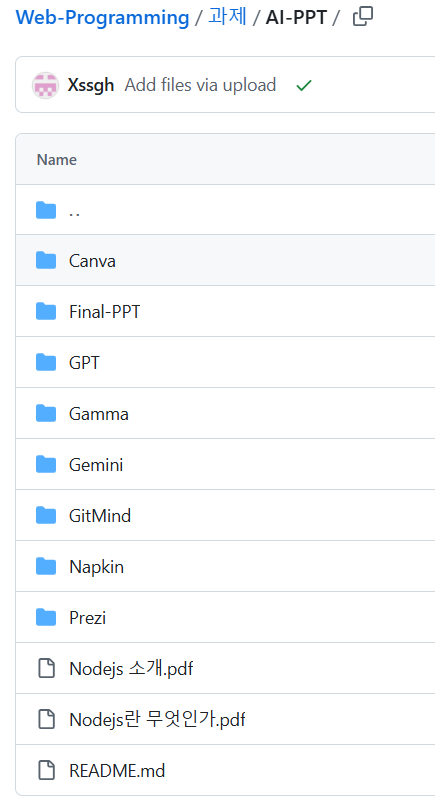 Web-Programming / 과제 / AI-PPT /
Xssgh Add files via upload
Name
..
Canva
Final-PPT
GPT
Gamma
Gemini
GitMind
Napkin
Prezi
Nodejs 소개.pdf
Nodejs란 무엇인가.pdf
README.md